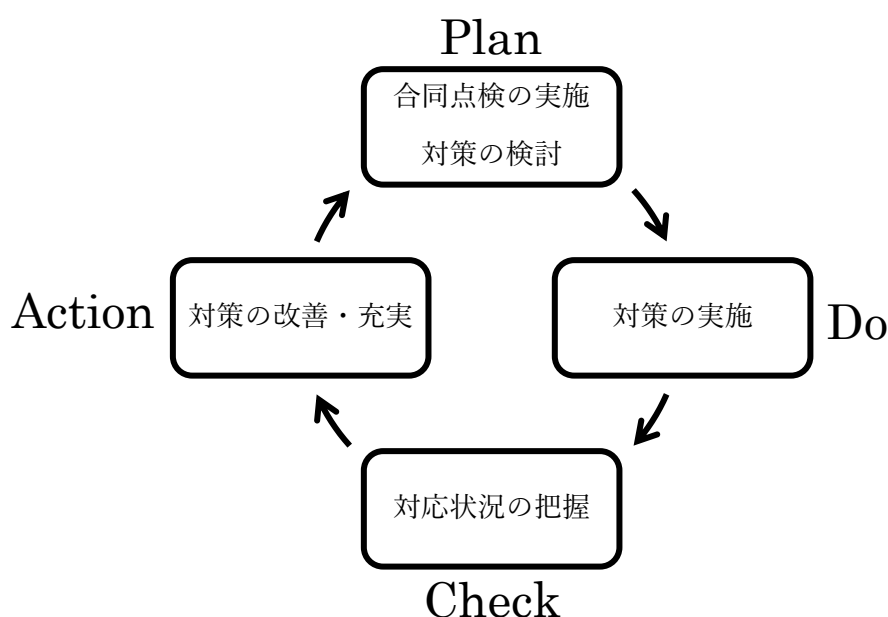 Plan
合同点検の実施
対策の検討
Action
対策の改善・充実
対策の実施
Do
対応状況の把握
Check